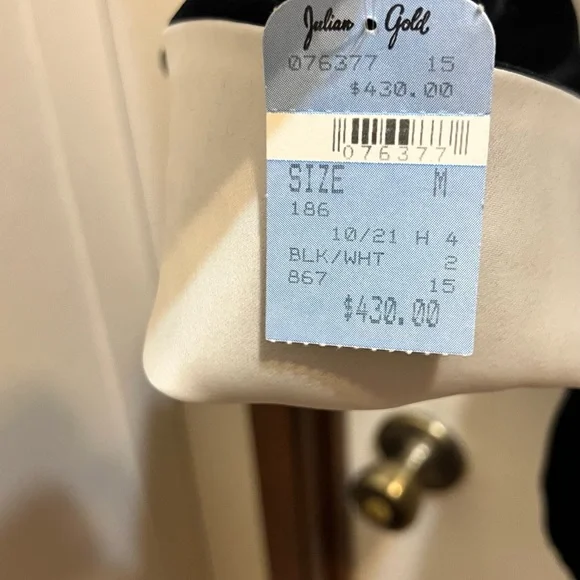 Julian Gold
076377 15
$430.00
076377
SIZE M
186
10/21 H 4
BLK/WHT 2
867 15
$430.00